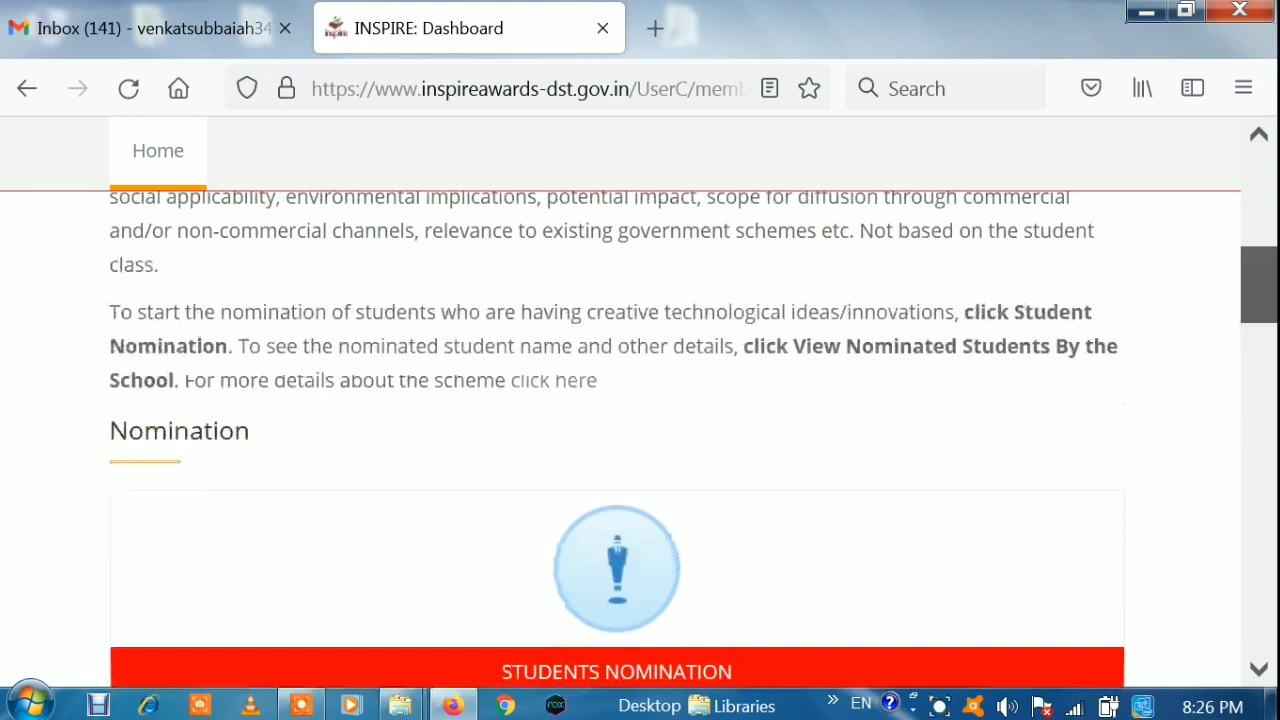 Inbox (141) - venkatsubbaiah34
INSPIRE: Dashboard
https://www.inspireawards-dst.gov.in/UserC/memb
Search
Home
social applicability, environmental implications, potential impact, scope for diffusion through commercial
and/or non-commercial channels, relevance to existing government schemes etc. Not based on the student
class.
To start the nomination of students who are having creative technological ideas/innovations, click Student
Nomination. To see the nominated student name and other details, click View Nominated Students By the
School. For more details about the scheme click here
Nomination
STUDENTS NOMINATION
Desktop
Libraries
»
EN
8:26 PM